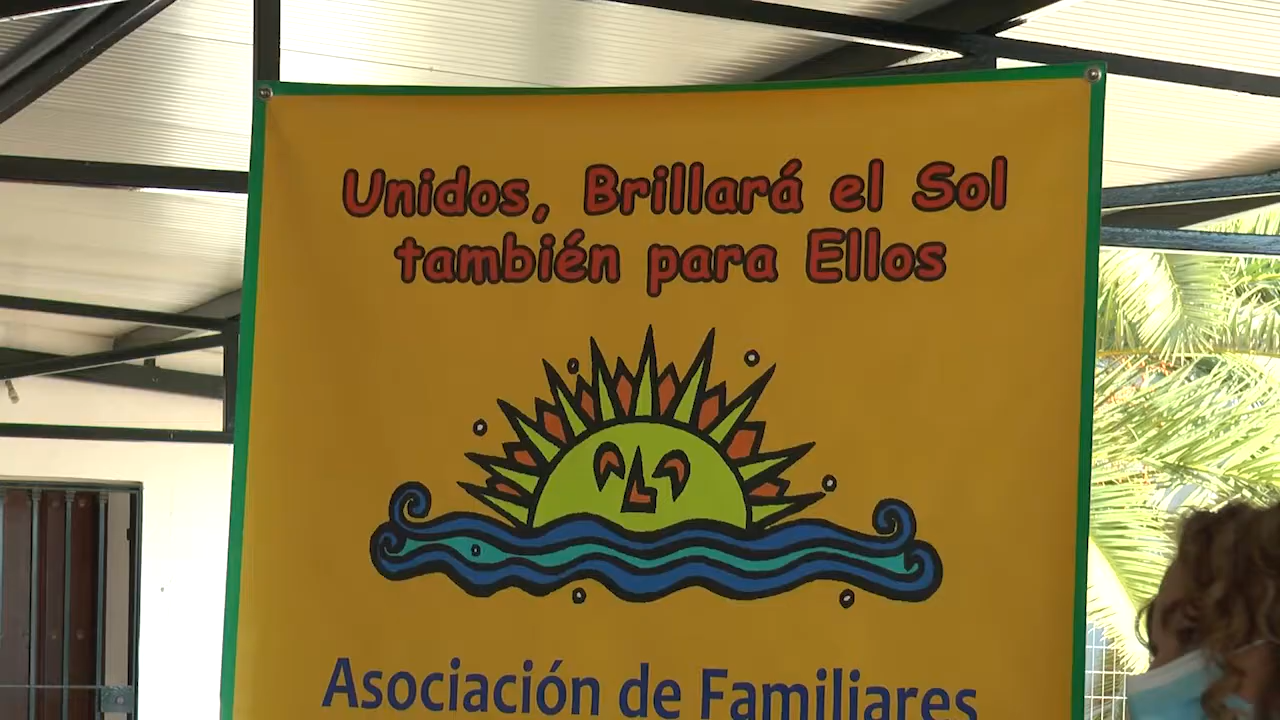 Unidos, Brillará el Sol
también para Ellos
Asociación de Familiares